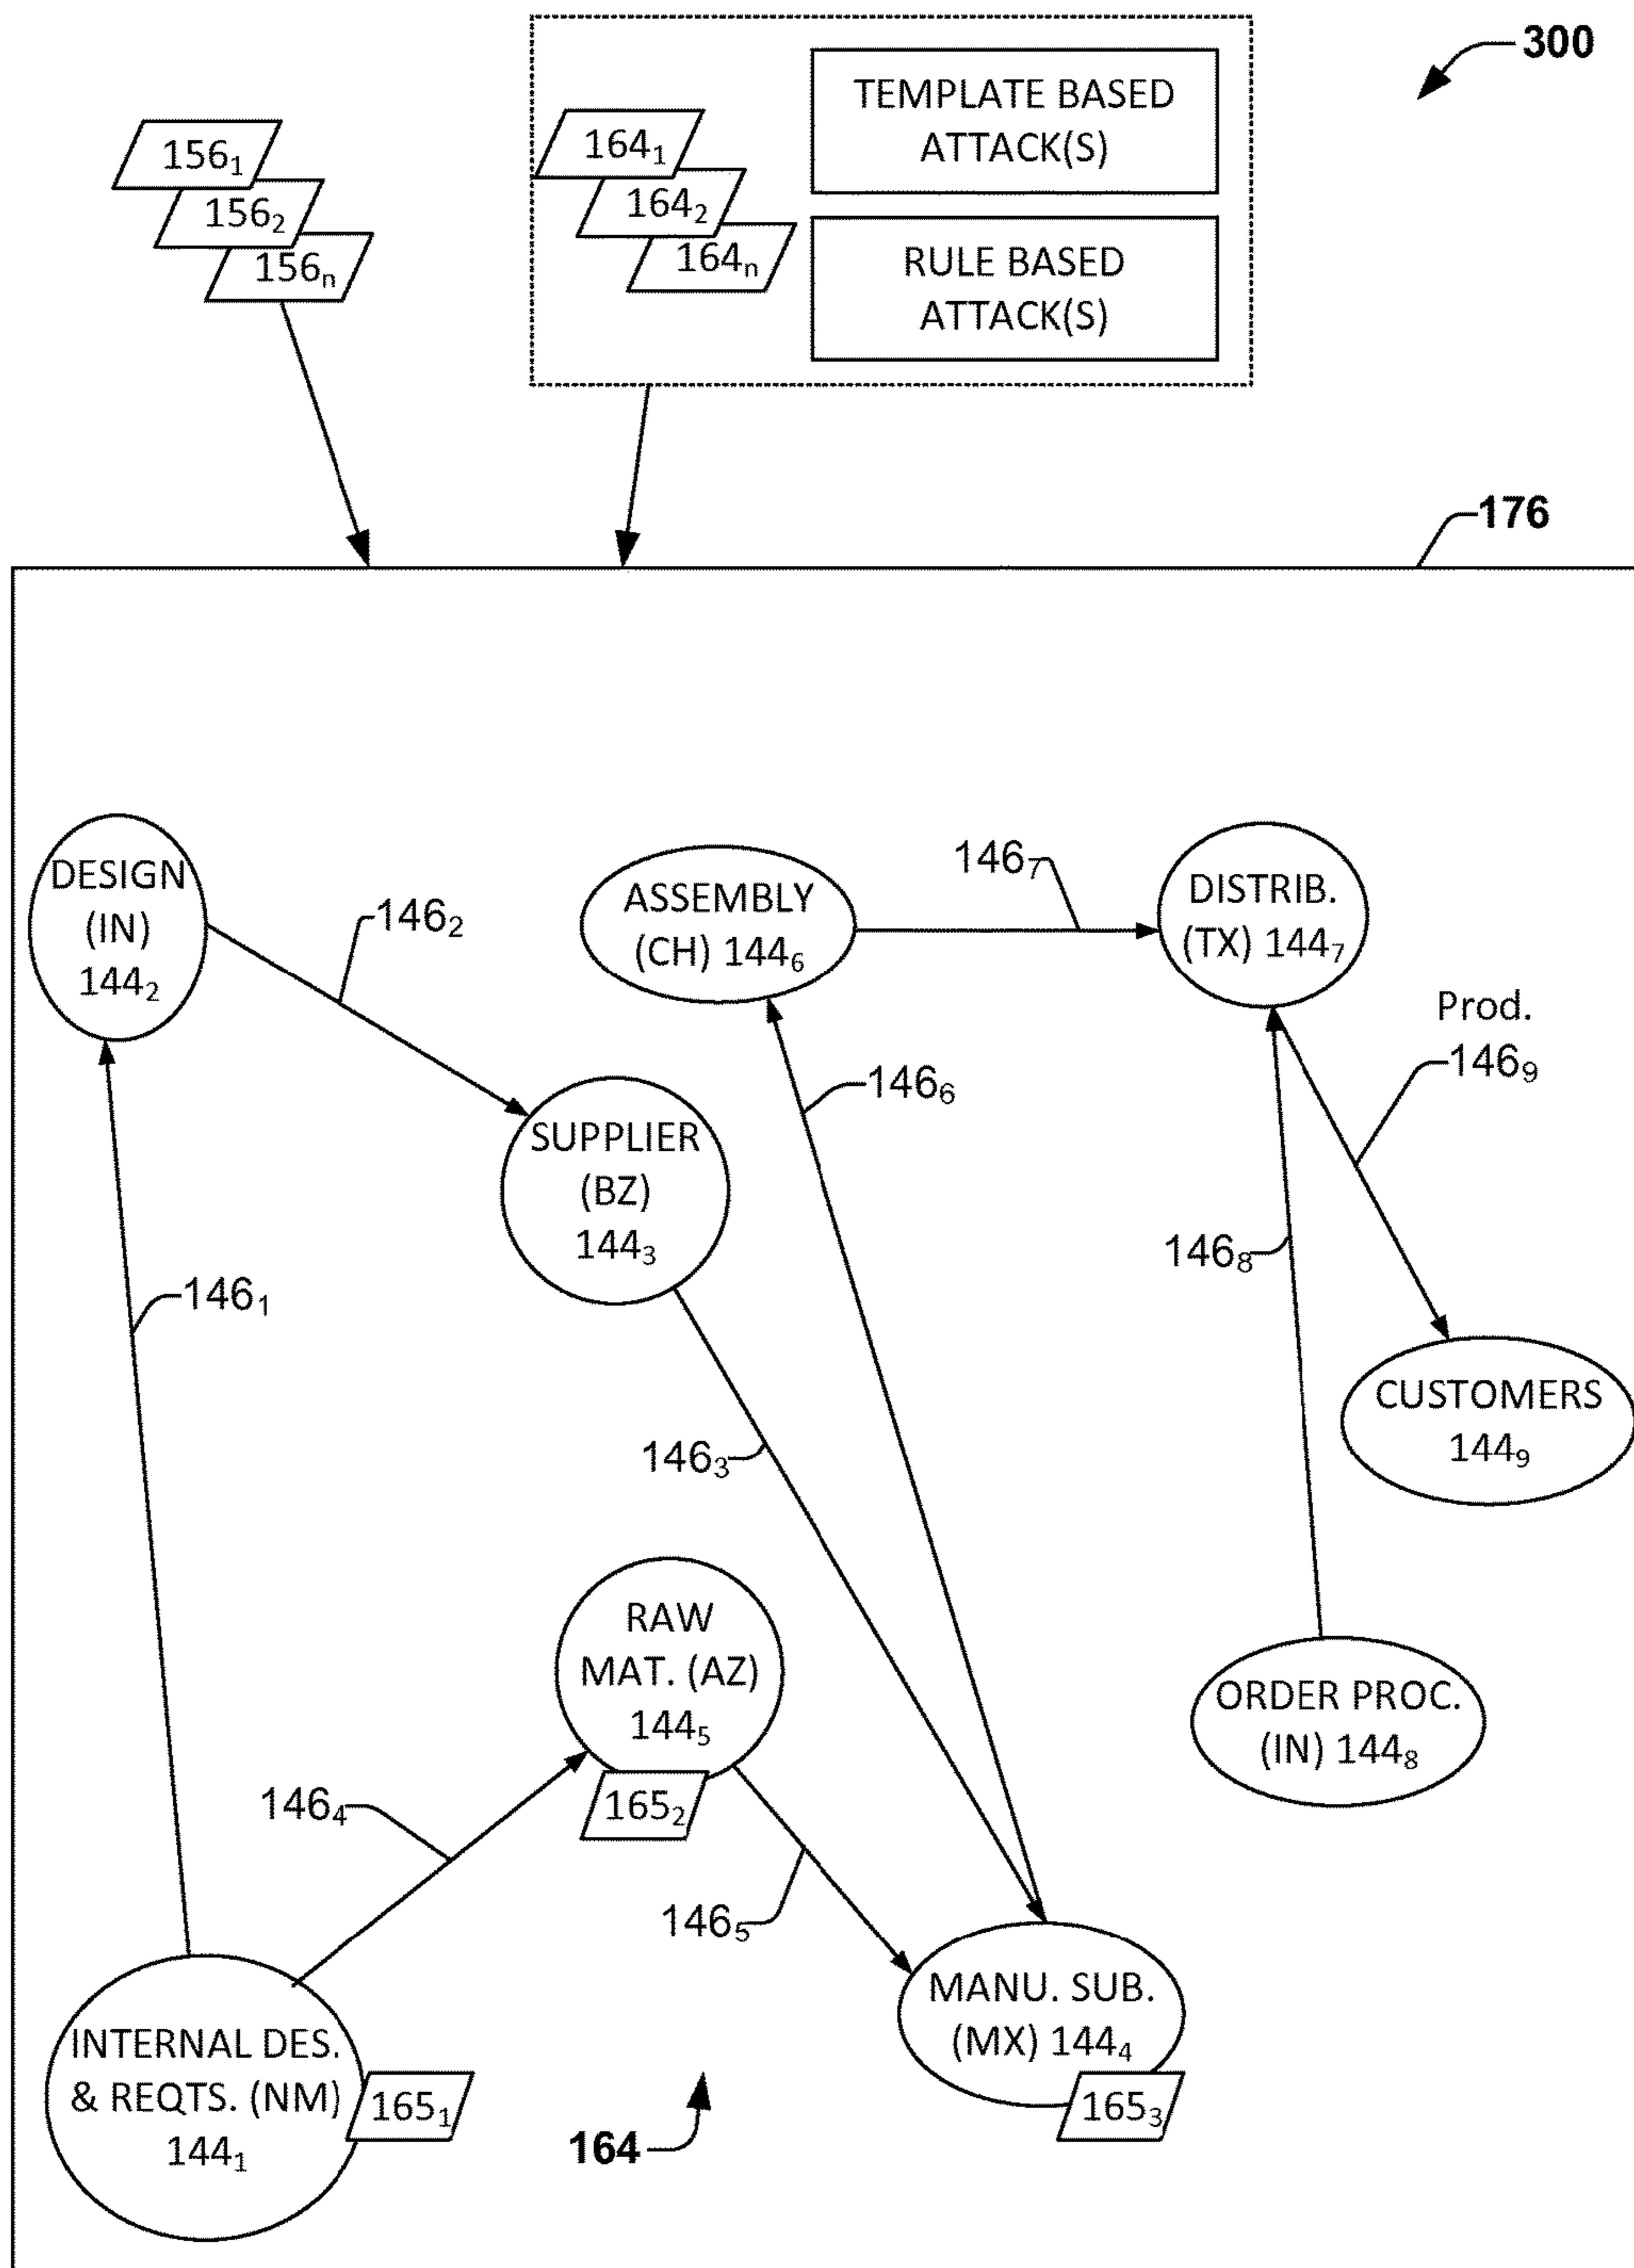 300
TEMPLATE BASED
ATTACK(S)
156₁
156₂
156ₙ
164₁
164₂
164ₙ
RULE BASED
ATTACK(S)
176
DESIGN
(IN)
144₂
146₂
ASSEMBLY
(CH) 144₆
146₇
DISTRIB.
(TX) 144₇
Prod.
146₉
146₆
SUPPLIER
(BZ)
144₃
146₈
146₁
CUSTOMERS
144₉
146₃
RAW
MAT. (AZ)
144₅
165₂
ORDER PROC.
(IN) 144₈
146₄
146₅
MANU. SUB.
(MX) 144₄
165₃
INTERNAL DES.
& REQTS. (NM)
144₁
165₁
164